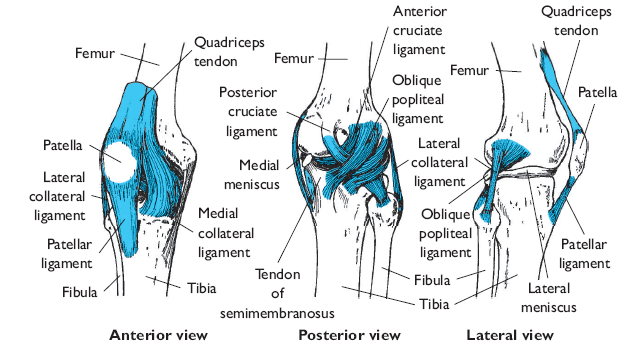 Femur
Quadriceps
tendon
Patella
Lateral
collateral
ligament
Patellar
ligament
Fibula
Tibia
Medial
collateral
ligament
Anterior view
Anterior
cruciate
ligament
Femur
Posterior
cruciate
ligament
Oblique
popliteal
ligament
Medial
meniscus
Lateral
collateral
ligament
Tendon
of
semimembranosus
Fibula
Tibia
Posterior view
Quadriceps
tendon
Femur
Patella
Oblique
popliteal
ligament
Patellar
ligament
Lateral
meniscus
Lateral view